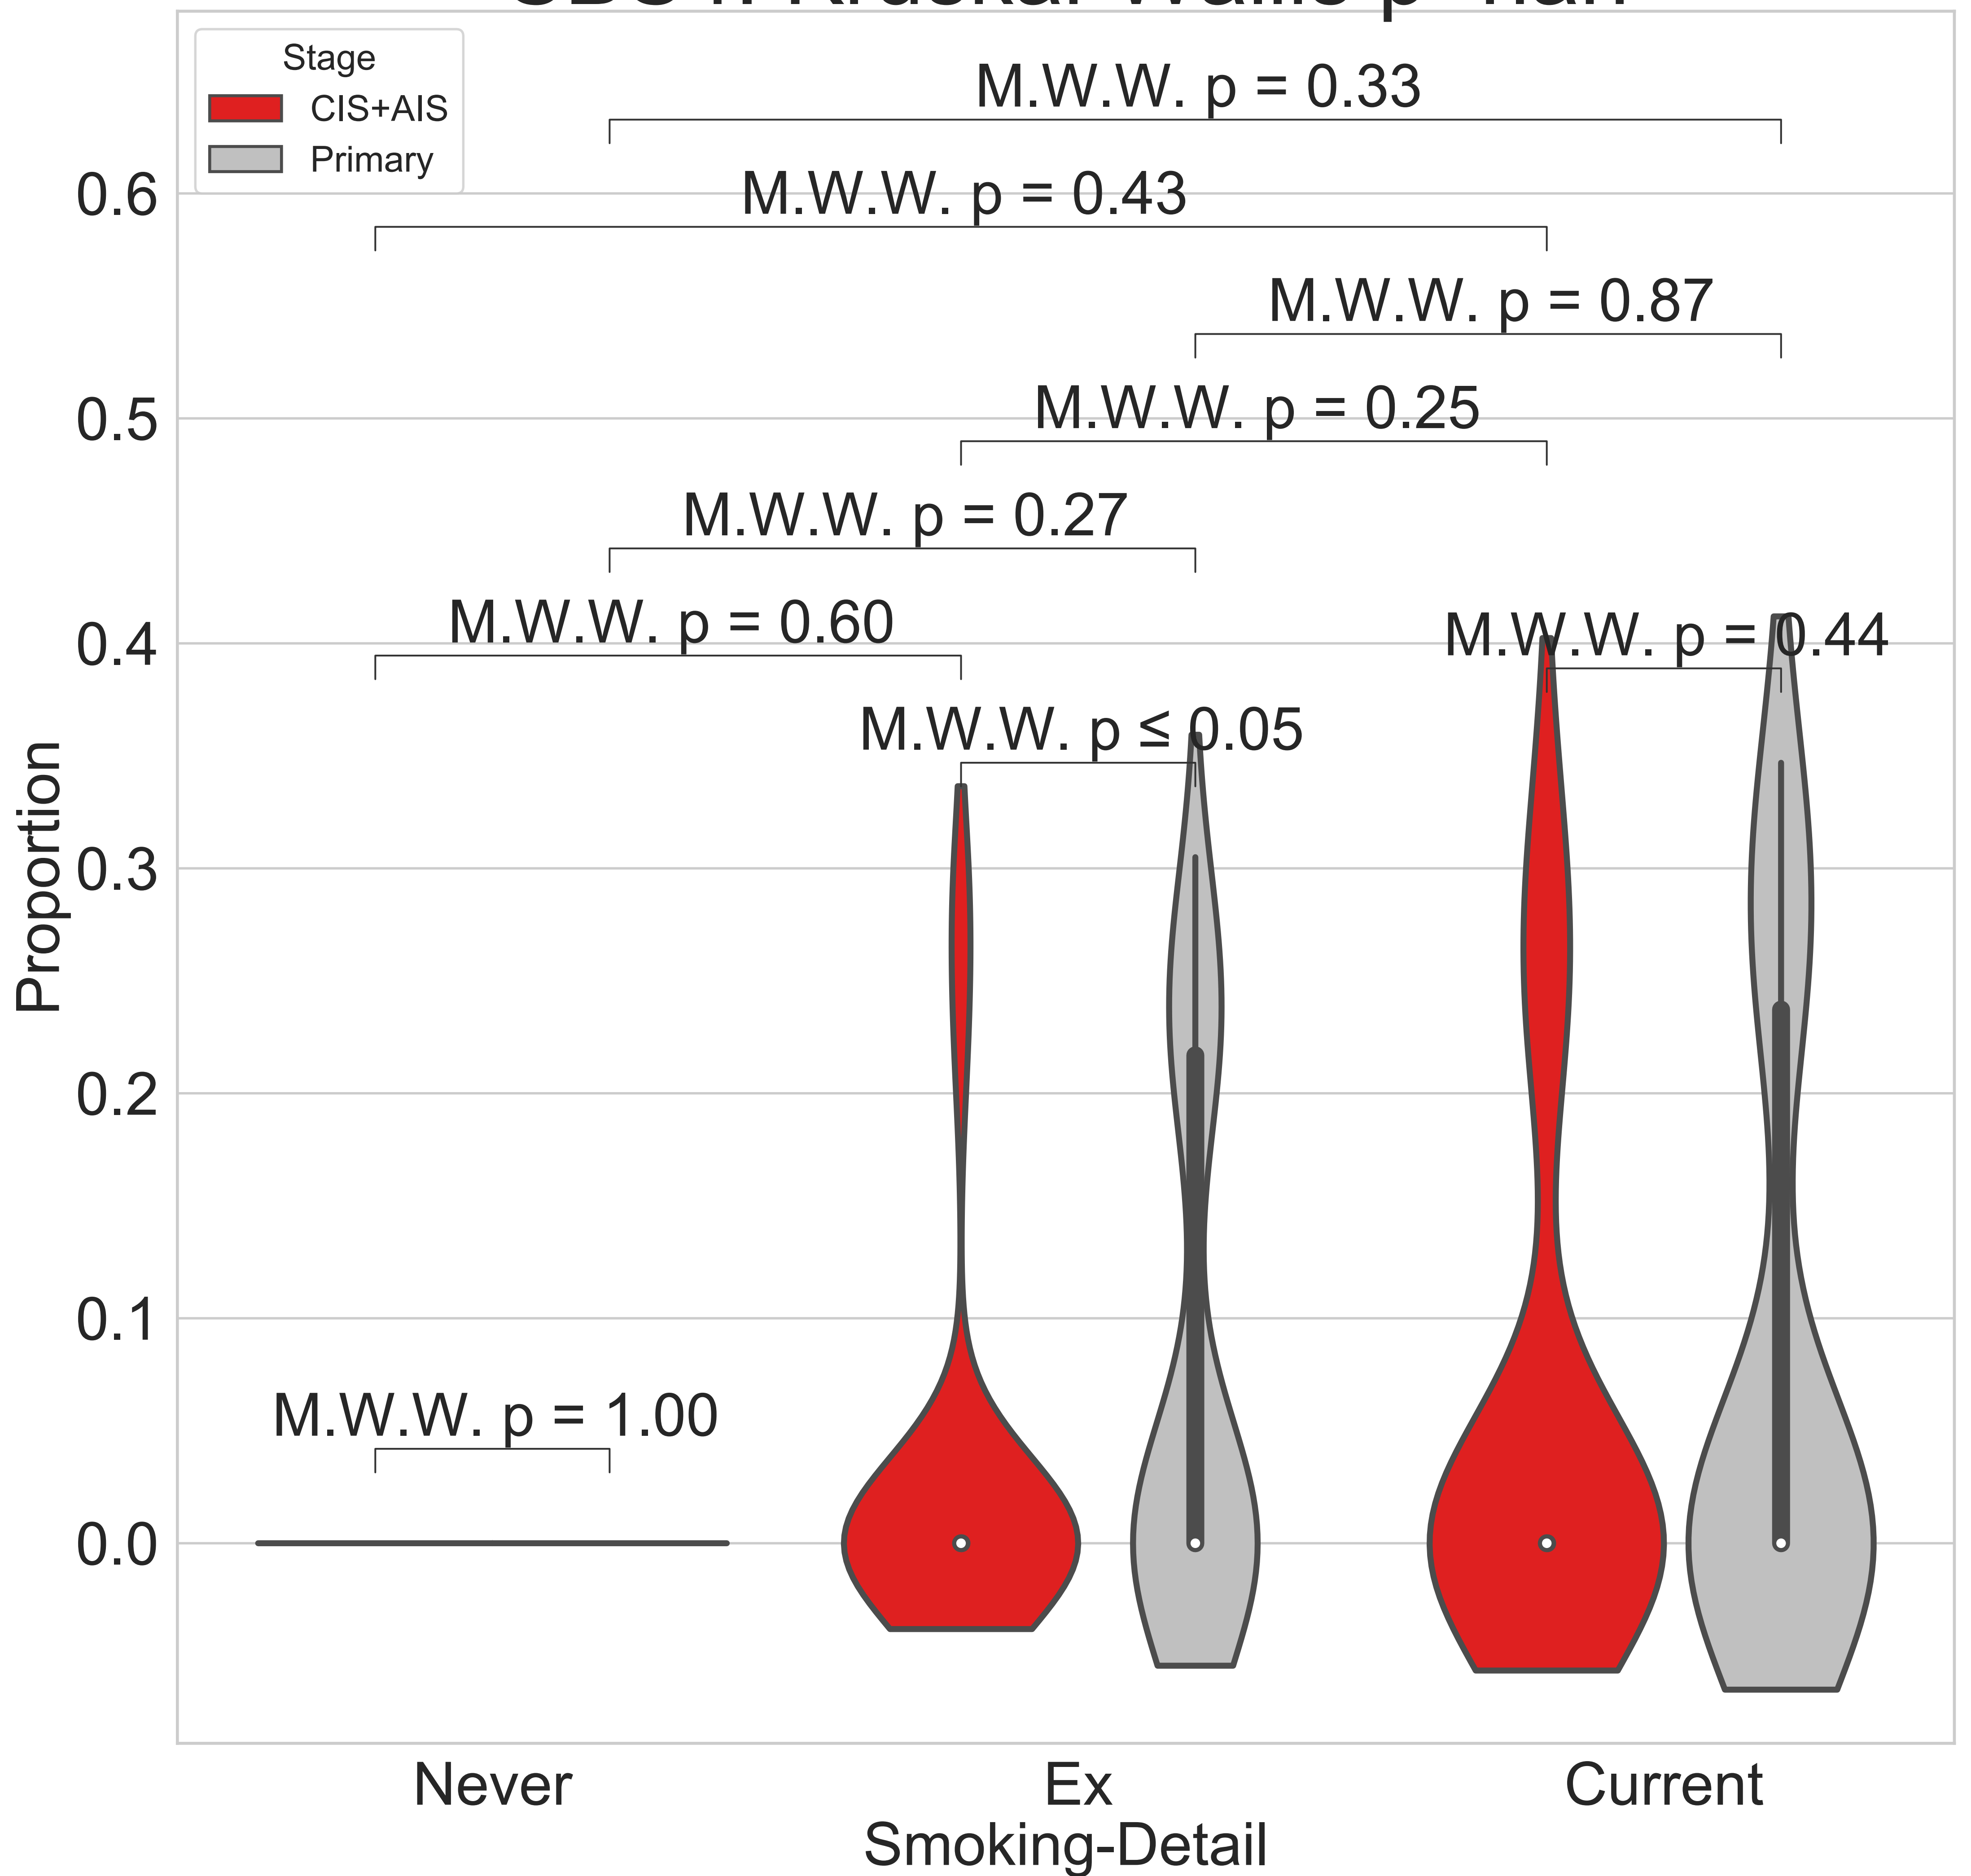 Stage
CIS+AIS
Primary
M.W.W. p = 0.33
M.W.W. p = 0.43
M.W.W. p = 0.87
M.W.W. p = 0.25
M.W.W. p = 0.27
M.W.W. p = 0.60
M.W.W. p = 0.44
M.W.W. p ≤ 0.05
M.W.W. p = 1.00
0.6
0.5
0.4
0.3
0.2
0.1
0.0
Proportion
Never
Ex
Current
Smoking-Detail